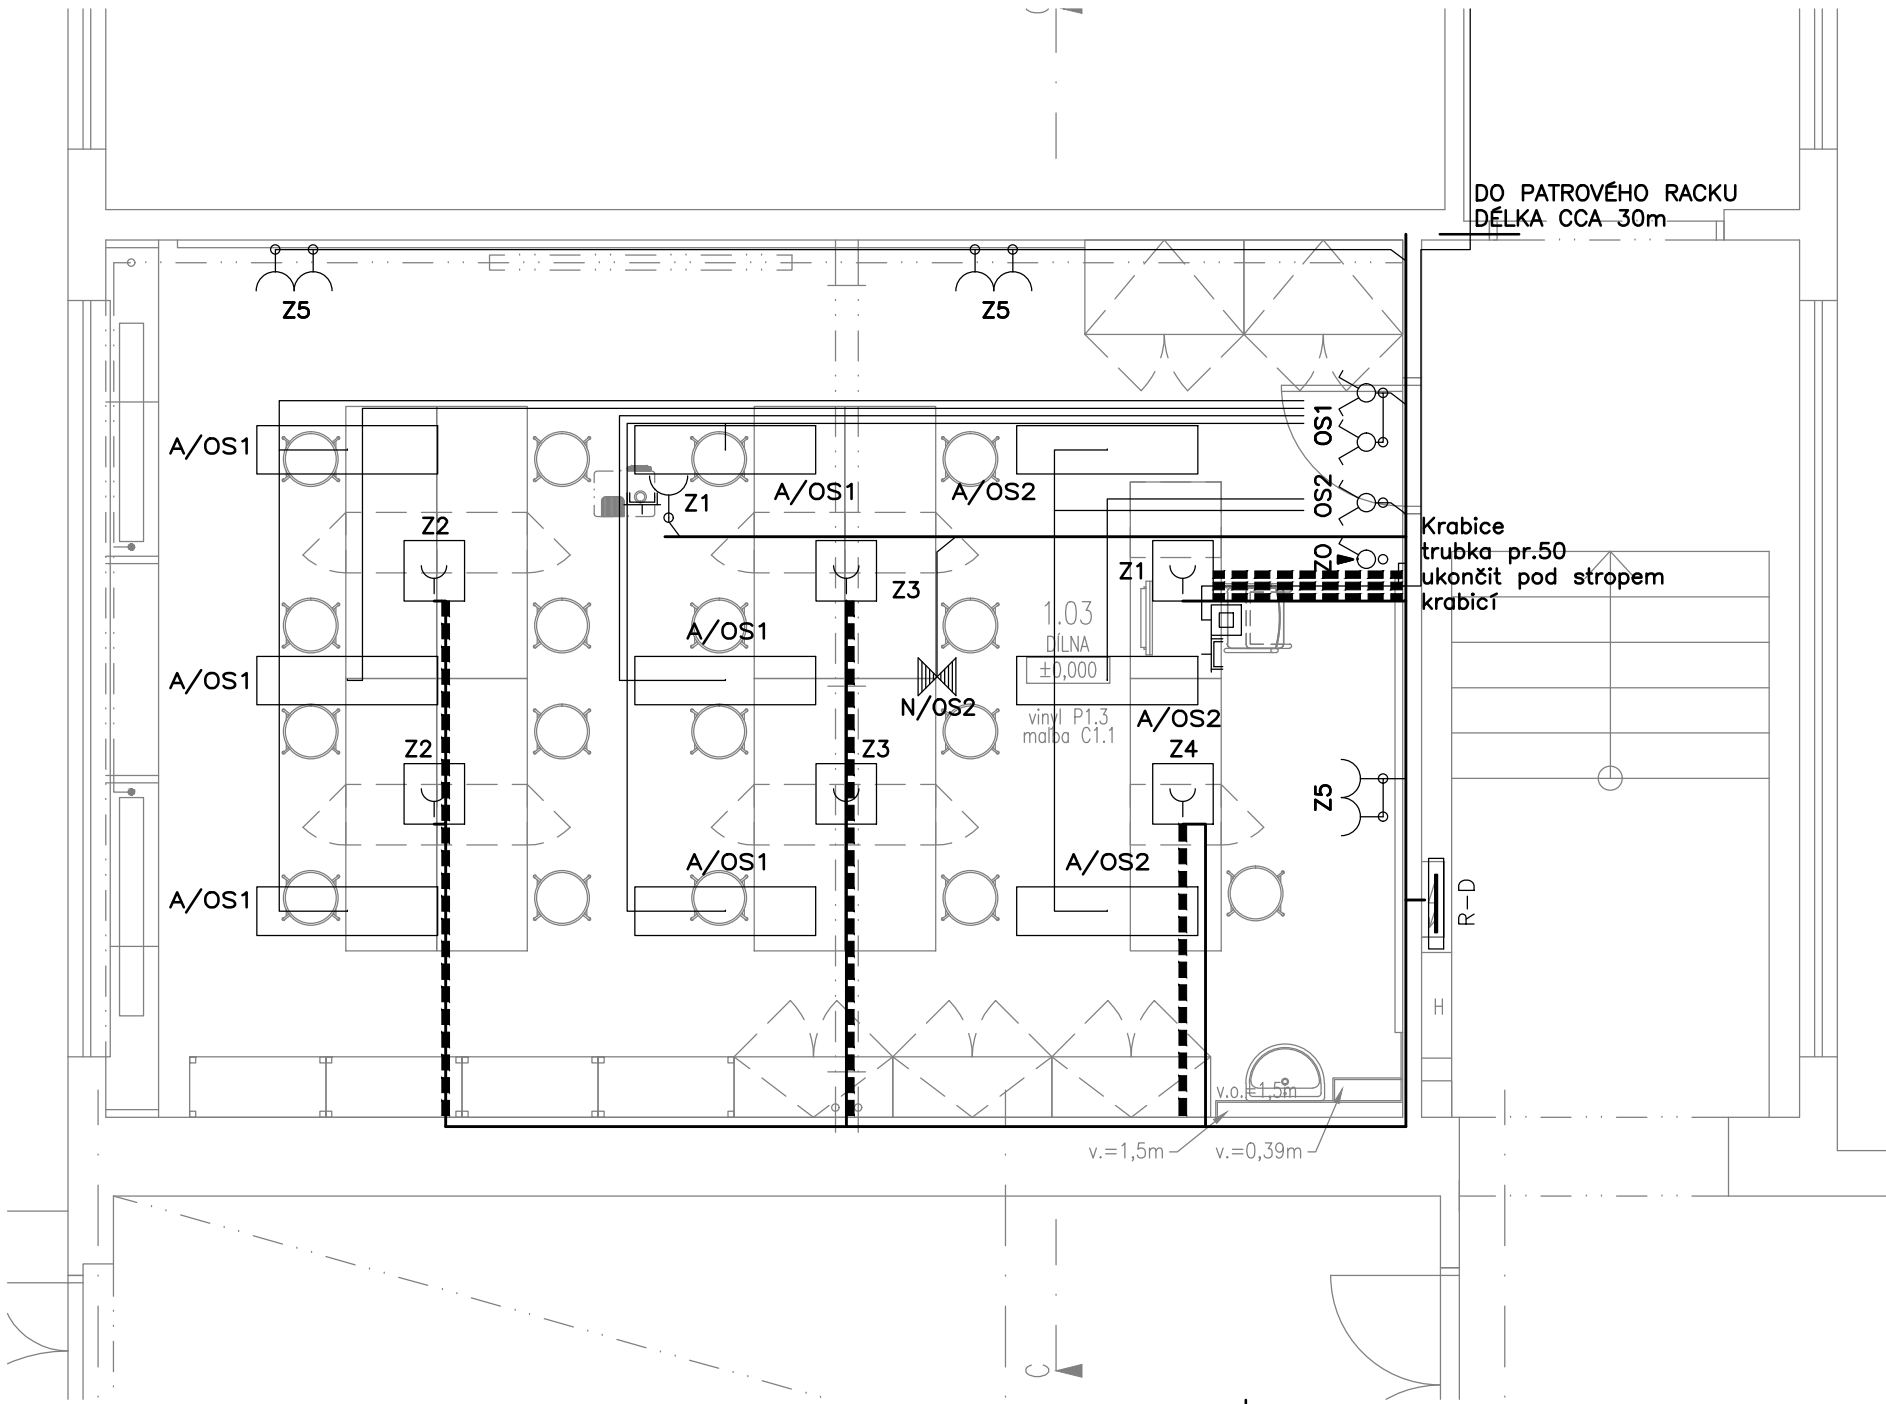 C
DO PATROVÉHO RACKU
DÉLKA CCA 30m
Z5
Z5
OS1
A/OS1
A/OS1
A/OS2
OS2
Z1
Z2
Krabice
trubka pr.50
ukončit pod stropem
krabicí
ZO
Z1
Z3
1.03
DÍLNA
±0,000
A/OS1
A/OS1
N/OS2
vinyl P1.3
malba C1.1
A/OS2
Z2
Z3
Z4
Z5
A/OS1
A/OS2
A/OS1
R-D
H
v.o.=1,5m
v.=1,5m
v.=0,39m
C